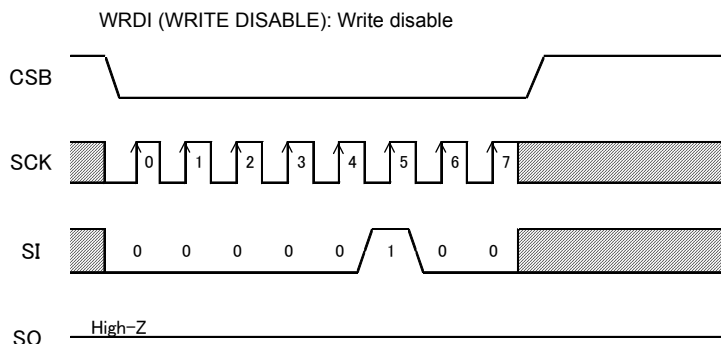 WRDI (WRITE DISABLE): Write disable
CSB
SCK 0 1 2 3 4 5 6 7
SI 0 0 0 0 0 1 0 0
High-Z
SO